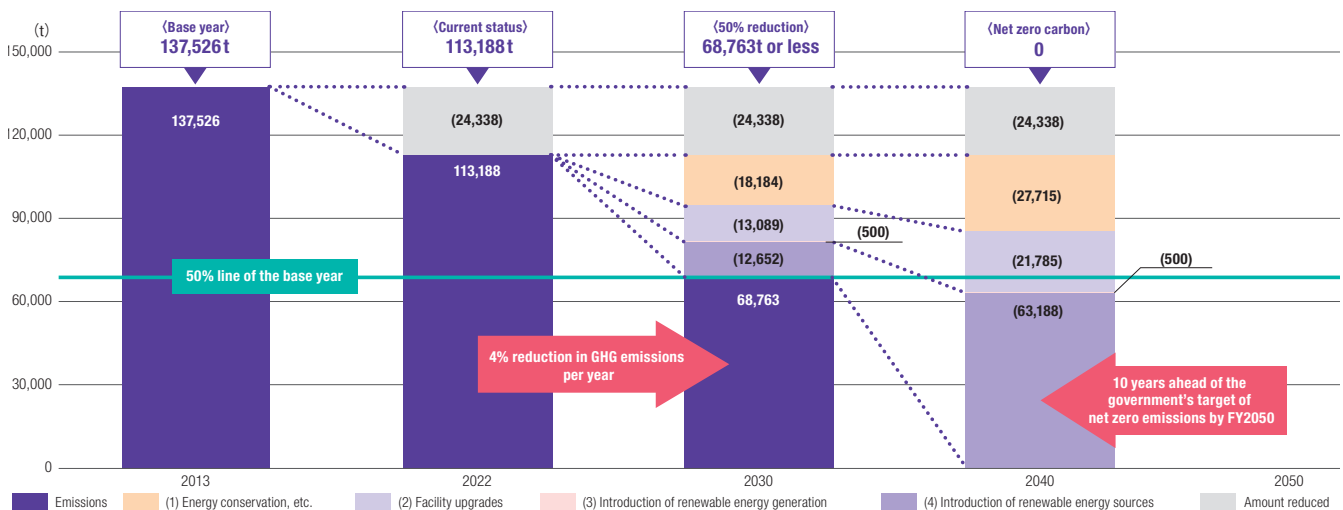 (t)
150,000
120,000
90,000
60,000
30,000
0
〈Base year〉
137,526 t
〈Current status〉
113,188 t
〈50% reduction〉
68,763t or less
〈Net zero carbon〉
0
137,526
(24,338)
113,188
(24,338)
(18,184)
(13,089)
(500)
(12,652)
68,763
(24,338)
(27,715)
(21,785)
(500)
(63,188)
50% line of the base year
4% reduction in GHG emissions
per year
10 years ahead of the
government's target of
net zero emissions by FY2050
2013
2022
2030
2040
2050
Emissions
(1) Energy conservation, etc.
(2) Facility upgrades
(3) Introduction of renewable energy generation
(4) Introduction of renewable energy sources
Amount reduced